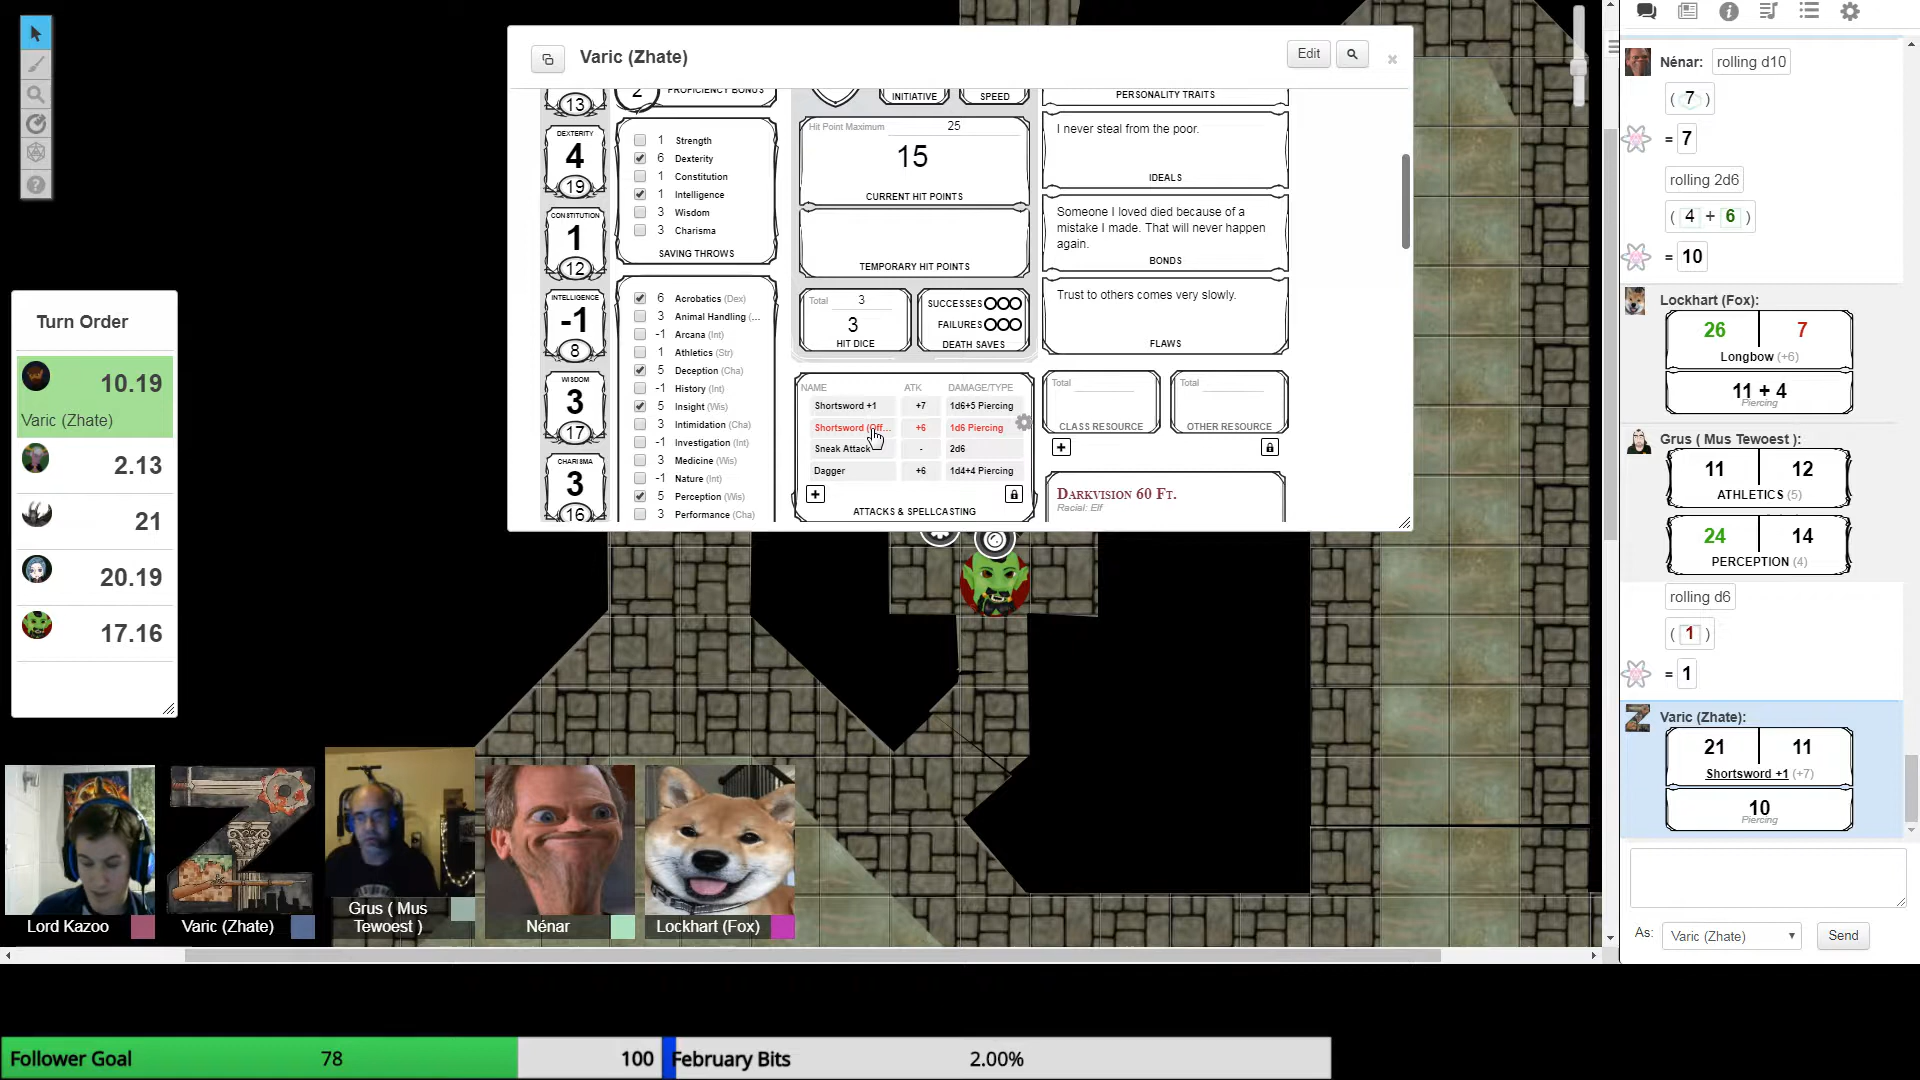 Varic (Zhate)
Edit
13
2
PROFICIENCY BONUS
DEXTERITY
4
19
CONSTITUTION
1
12
INTELLIGENCE
-1
8
WISDOM
3
17
CHARISMA
3
16
1 Strength
6 Dexterity
1 Constitution
1 Intelligence
3 Wisdom
3 Charisma
SAVING THROWS
6 Acrobatics (Dex)
3 Animal Handling (...
-1 Arcana (Int)
1 Athletics (Str)
5 Deception (Cha)
-1 History (Int)
5 Insight (Wis)
3 Intimidation (Cha)
-1 Investigation (Int)
3 Medicine (Wis)
-1 Nature (Int)
5 Perception (Wis)
3 Performance (Cha)
INITIATIVE
SPEED
Hit Point Maximum 25
15
CURRENT HIT POINTS
TEMPORARY HIT POINTS
Total 3
3
HIT DICE
SUCCESSES
FAILURES
DEATH SAVES
NAME ATK DAMAGE/TYPE
Shortsword +1 +7 1d6+5 Piercing
Shortsword (Off... +6 1d6 Piercing
Sneak Attack - 2d6
Dagger +6 1d4+4 Piercing
+
ATTACKS & SPELLCASTING
PERSONALITY TRAITS
I never steal from the poor.
IDEALS
Someone I loved died because of a
mistake I made. That will never happen
again.
BONDS
Trust to others comes very slowly.
FLAWS
Total
CLASS RESOURCE
Total
OTHER RESOURCE
+
DARKVISION 60 FT.
Racial: Elf
Turn Order
10.19
Varic (Zhate)
2.13
21
20.19
17.16
Lord Kazoo
Varic (Zhate)
Grus ( Mus
Tewoest )
Nénar
Lockhart (Fox)
Nénar:
rolling d10
( 7 )
= 7
rolling 2d6
( 4 + 6 )
= 10
Lockhart (Fox):
26 7
Longbow (+6)
11 + 4
Piercing
Grus ( Mus Tewoest ):
11 12
ATHLETICS (5)
24 14
PERCEPTION (4)
rolling d6
( 1 )
= 1
Varic (Zhate):
21 11
Shortsword +1 (+7)
10
Piercing
As: Varic (Zhate)
Send
Follower Goal 78 100
February Bits 2.00%